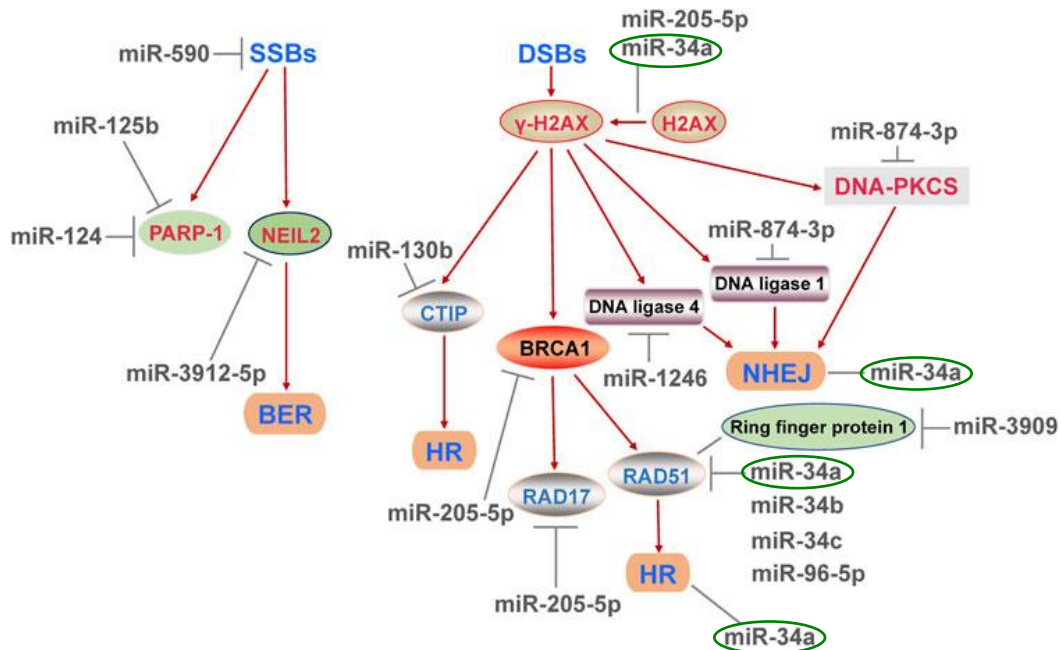 miR-205-5p
miR-590
SSBs
DSBs
miR-34a
miR-125b
γ-H2AX
H2AX
miR-874-3p
DNA-PKCS
miR-124
PARP-1
NEIL2
miR-874-3p
miR-130b
DNA ligase 1
CTIP
DNA ligase 4
BRCA1
miR-3912-5p
miR-1246
NHEJ
miR-34a
BER
Ring finger protein 1
miR-3909
HR
RAD51
miR-34a
RAD17
miR-205-5p
miR-34b
miR-34c
HR
miR-96-5p
miR-205-5p
miR-34a